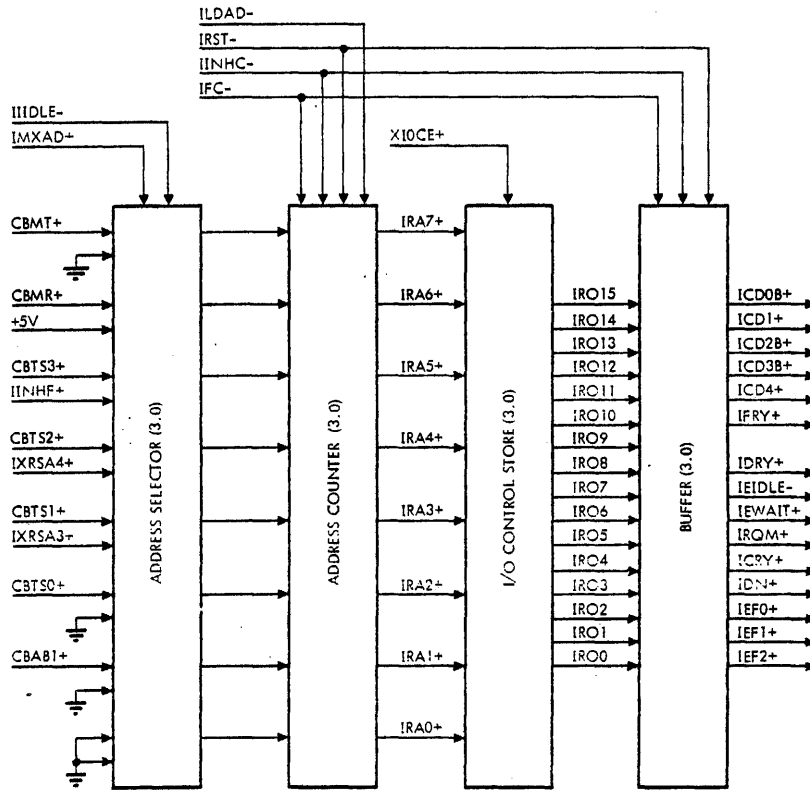 ILDAD-
IRST-
IINHC-
IFC-
IIIDLE-
IMXAD+
XIOCE+
CBMT+
CBMR+
+5V
CBTS3+
IINHF+
CBTS2+
IXRSA4+
CBTS1+
IXRSA3+
CBTS0+
CBAB1+
ADDRESS SELECTOR (3.0)
ADDRESS COUNTER (3.0)
IRA7+
IRA6+
IRA5+
IRA4+
IRA3+
IRA2+
IRA1+
IRA0+
I/O CONTROL STORE (3.0)
IRO15
IRO14
IRO13
IRO12
IRO11
IRO10
IRO9
IRO8
IRO7
IRO6
IRO5
IRO4
IRO3
IRO2
IRO1
IRO0
BUFFER (3.0)
ICD0B+
ICD1+
ICD2B+
ICD3B+
ICD4+
IFRY+
IDRY+
IEIDLE-
IEWAIT+
IRQM+
ICRY+
IDN+
IEF0+
IEF1+
IEF2+